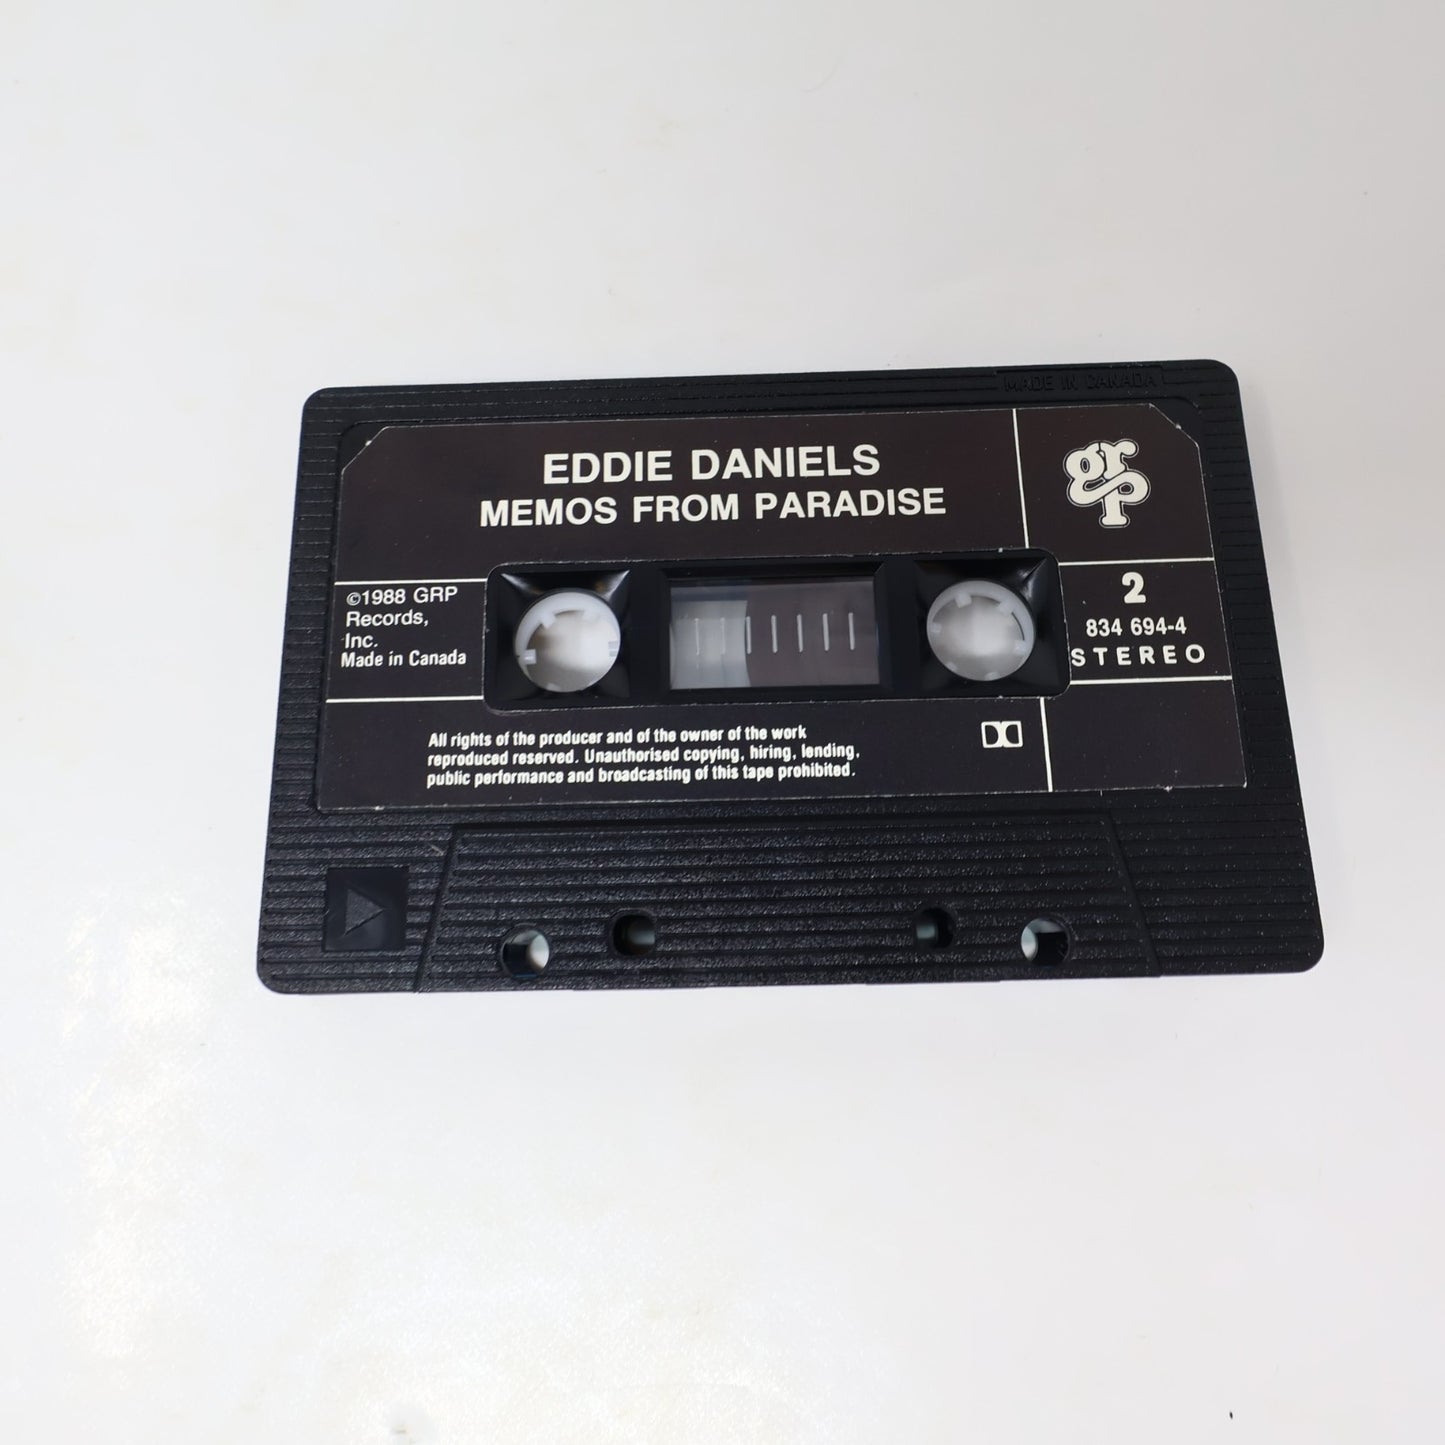 MADE IN CANADA
EDDIE DANIELS
MEMOS FROM PARADISE
grp
©1988 GRP
Records,
Inc.
Made in Canada
2
834 694-4
STEREO
All rights of the producer and of the owner of the work
reproduced reserved. Unauthorised copying, hiring, lending,
public performance and broadcasting of this tape prohibited.